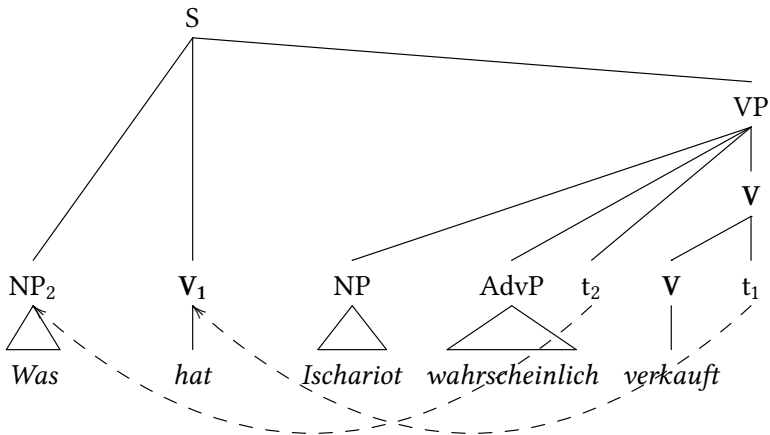 S
VP
V
NP₂ V₁ NP AdvP t₂ V t₁
Was hat Ischariot wahrscheinlich verkauft